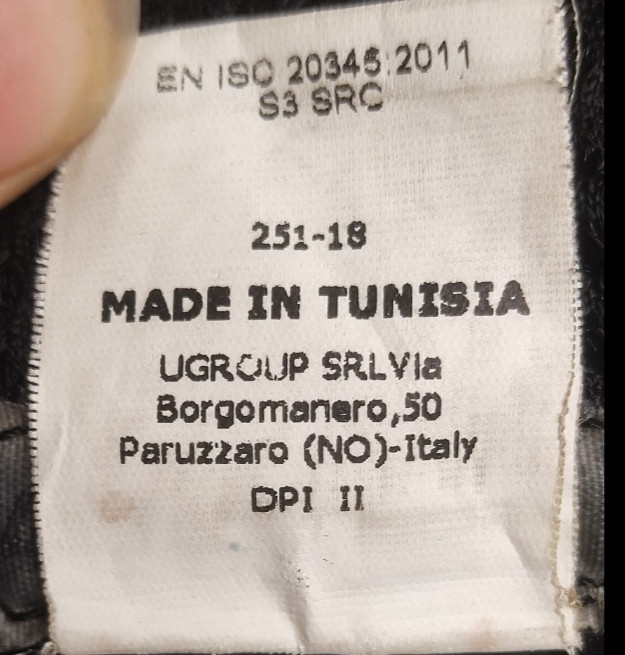 EN ISO 20345:2011
S3 SRC
251-18
MADE IN TUNISIA
UGROUP SRLVia
Borgomanero,50
Paruzzaro (NO)-Italy
DPI II